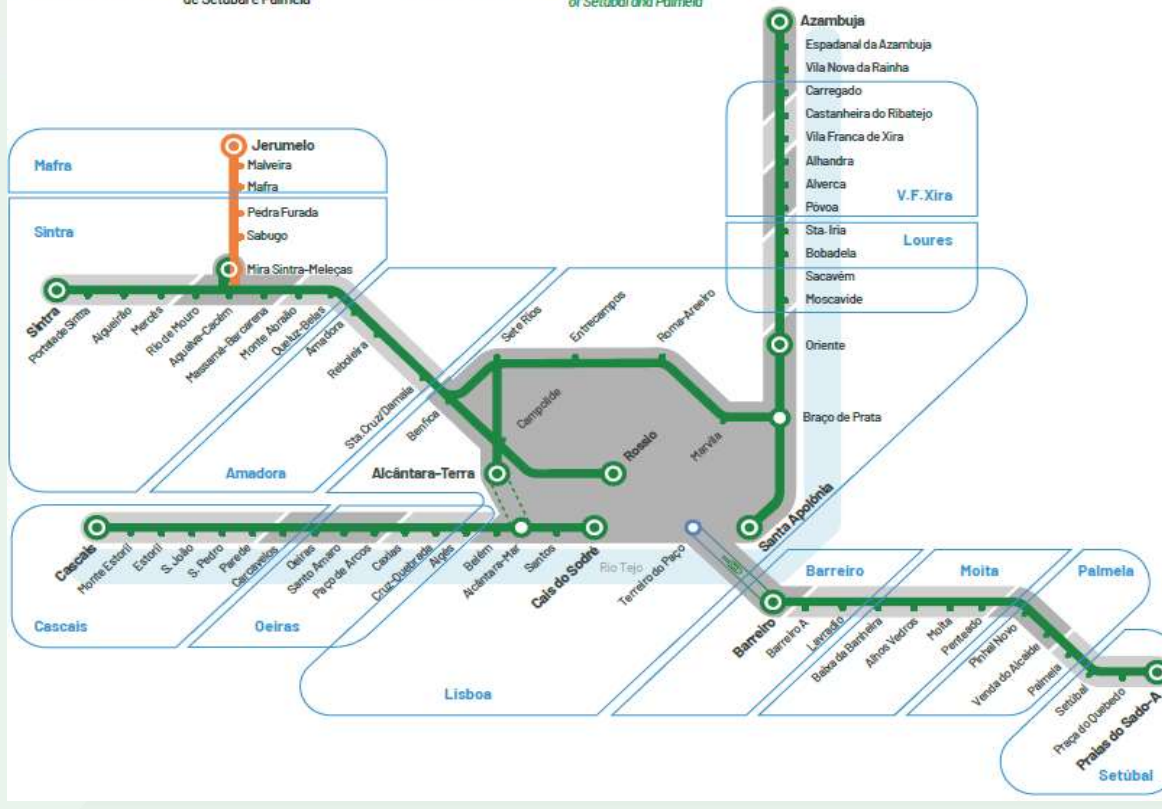 de Setúbal e Palmela
of Setúbal and Palmela
Azambuja
Espadanal da Azambuja
Vila Nova da Rainha
Carregado
Castanheira do Ribatejo
Vila Franca de Xira
Alhandra
Alverca
V.F.Xira
Póvoa
Sta. Iria
Loures
Bobadela
Sacavém
Moscavide
Oriente
Braço de Prata
Jerumelo
Malveira
Mafra
Mafra
Pedra Furada
Sintra
Sabugo
Mira Sintra-Meleças
Sintra
Portela de Sintra
Algueirão
Mercês
Rio de Mouro
Agualva-Cacém
Massamá-Barcarena
Monte Abraão
Queluz-Belas
Amadora
Reboleira
Sta. Cruz/Damaia
Benfica
Sete Rios
Entrecampos
Roma-Areeiro
Campolide
Rossio
Marvila
Amadora
Alcântara-Terra
Santa Apolónia
Cascais
Monte Estoril
Estoril
S. João
S. Pedro
Parede
Carcavelos
Oeiras
Santo Amaro
Paço de Arcos
Caxias
Cruz-Quebrada
Algés
Belém
Alcântara-Mar
Santos
Cais do Sodré
Rio Tejo
Terreiro do Paço
Cascais
Oeiras
Lisboa
Barreiro
Moita
Palmela
Barreiro
Barreiro A
Lavradio
Baixa da Banheira
Alhos Vedros
Moita
Penteado
Pinhal Novo
Venda do Alcaide
Palmela
Setúbal
Praça do Quebedo
Praias do Sado-A
Setúbal